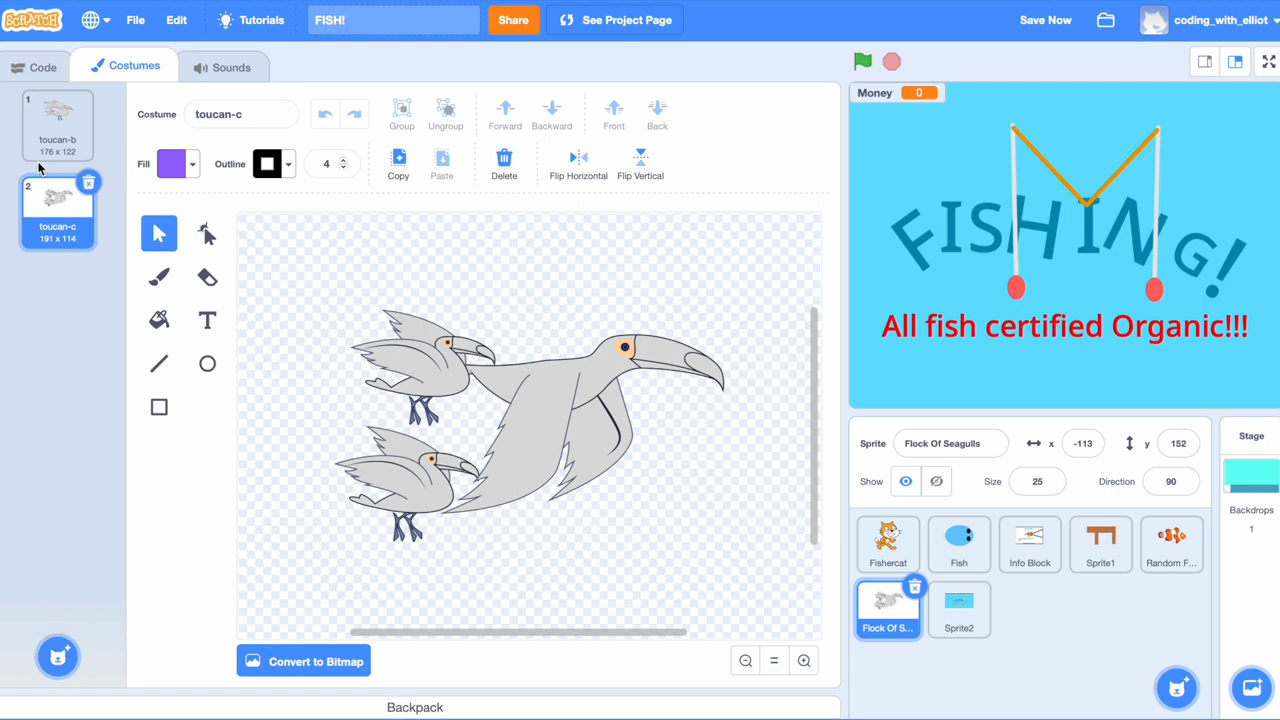 SCRATCH File Edit Tutorials FISH! Share See Project Page Save Now coding_with_elliot
Code Costumes Sounds
1
toucan-b
176 x 122
2
toucan-c
191 x 114
Costume toucan-c Group Ungroup Forward Backward Front Back
Fill Outline 4 Copy Paste Delete Flip Horizontal Flip Vertical
T
Convert to Bitmap
Backpack
Money 0
FISHING!
All fish certified Organic!!!
Sprite Flock Of Seagulls x -113 y 152
Show Size 25 Direction 90
Fishercat Fish Info Block Sprite1 Random F...
Flock Of S... Sprite2
Stage
Backdrops
1